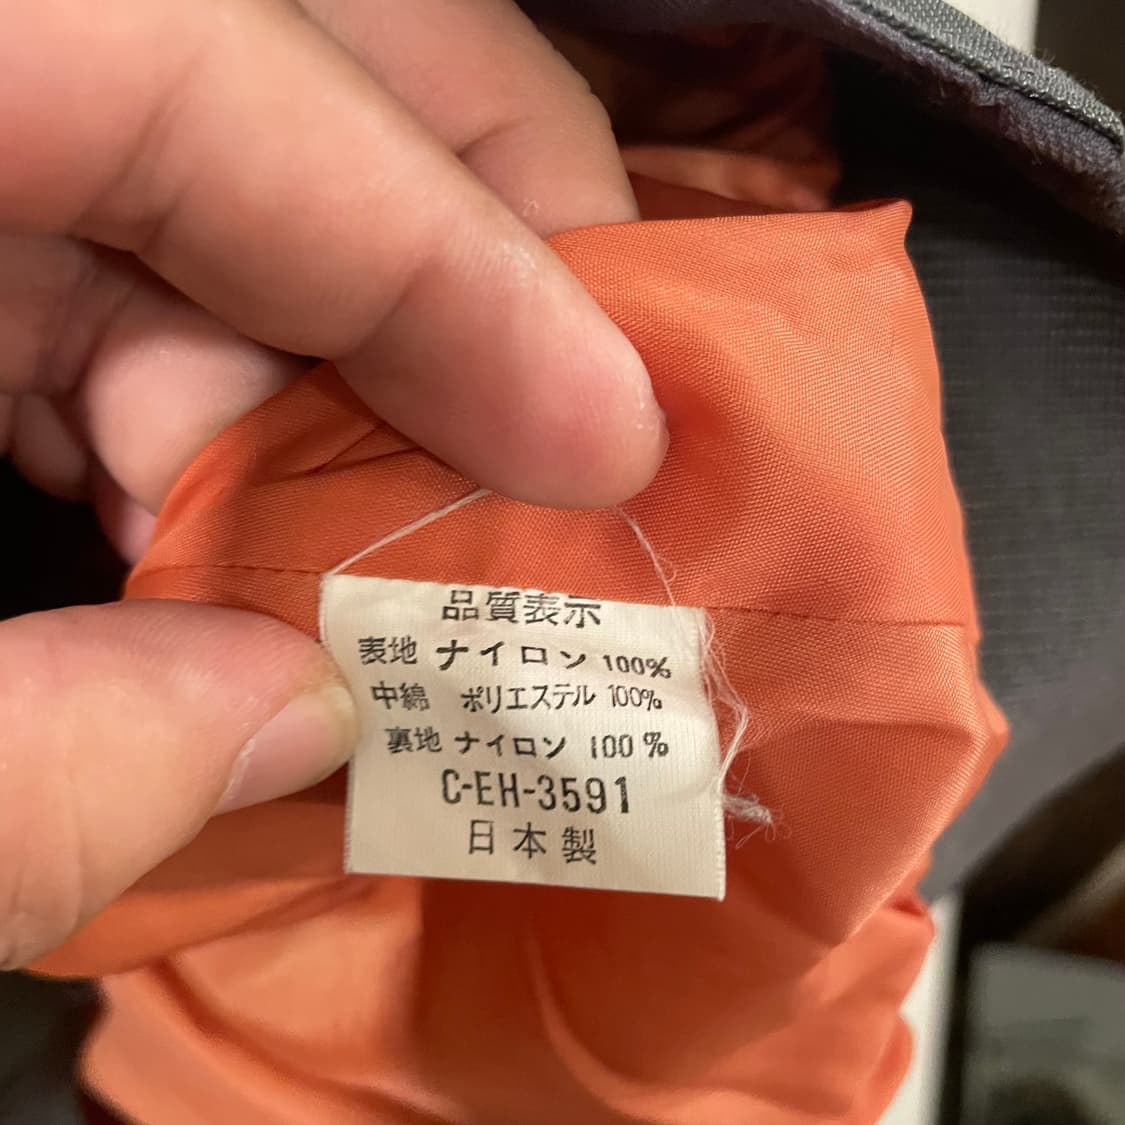 品質表示
表地 ナイロン 100%
中綿 ポリエステル 100%
裏地 ナイロン 100%
C-EH-3591
日本製